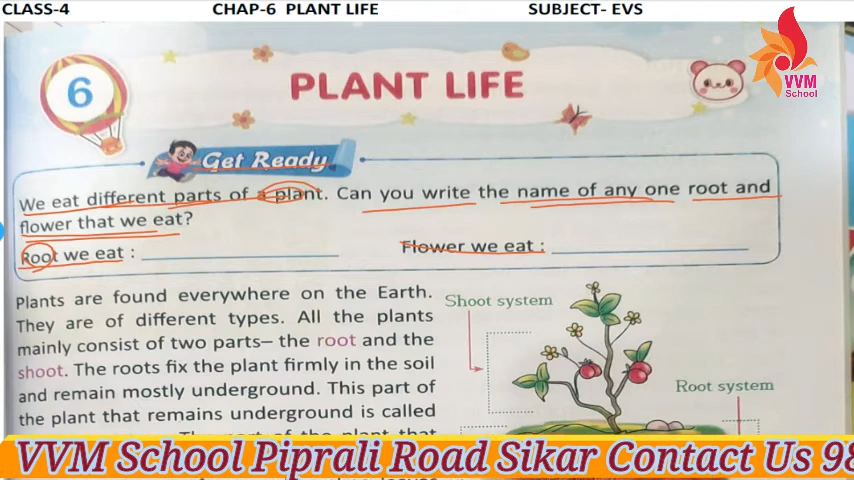 CLASS-4 CHAP-6 PLANT LIFE SUBJECT- EVS
VVM
School
6
PLANT LIFE
Get Ready
We eat different parts of a plant. Can you write the name of any one root and
flower that we eat?
Root we eat : Flower we eat :
Plants are found everywhere on the Earth.
They are of different types. All the plants
mainly consist of two parts– the root and the
shoot. The roots fix the plant firmly in the soil
and remain mostly underground. This part of
the plant that remains underground is called
Shoot system
Root system
VVM School Piprali Road Sikar Contact Us 98